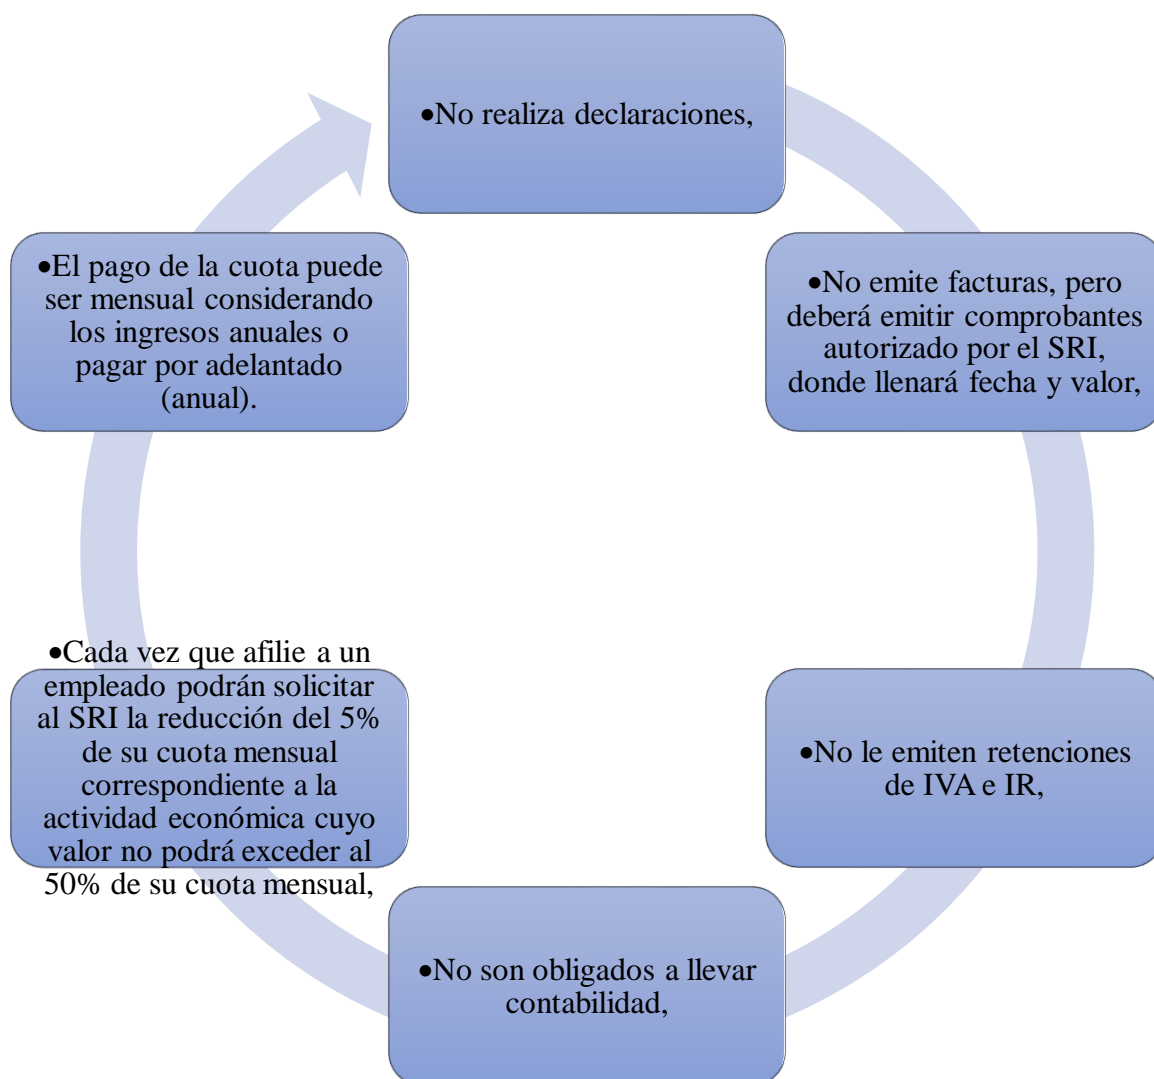 •No realiza declaraciones,
•No emite facturas, pero
deberá emitir comprobantes
autorizado por el SRI,
donde llenará fecha y valor,
•No le emiten retenciones
de IVA e IR,
•No son obligados a llevar
contabilidad,
•Cada vez que afilie a un
empleado podrán solicitar
al SRI la reducción del 5%
de su cuota mensual
correspondiente a la
actividad económica cuyo
valor no podrá exceder al
50% de su cuota mensual,
•El pago de la cuota puede
ser mensual considerando
los ingresos anuales o
pagar por adelantado
(anual).